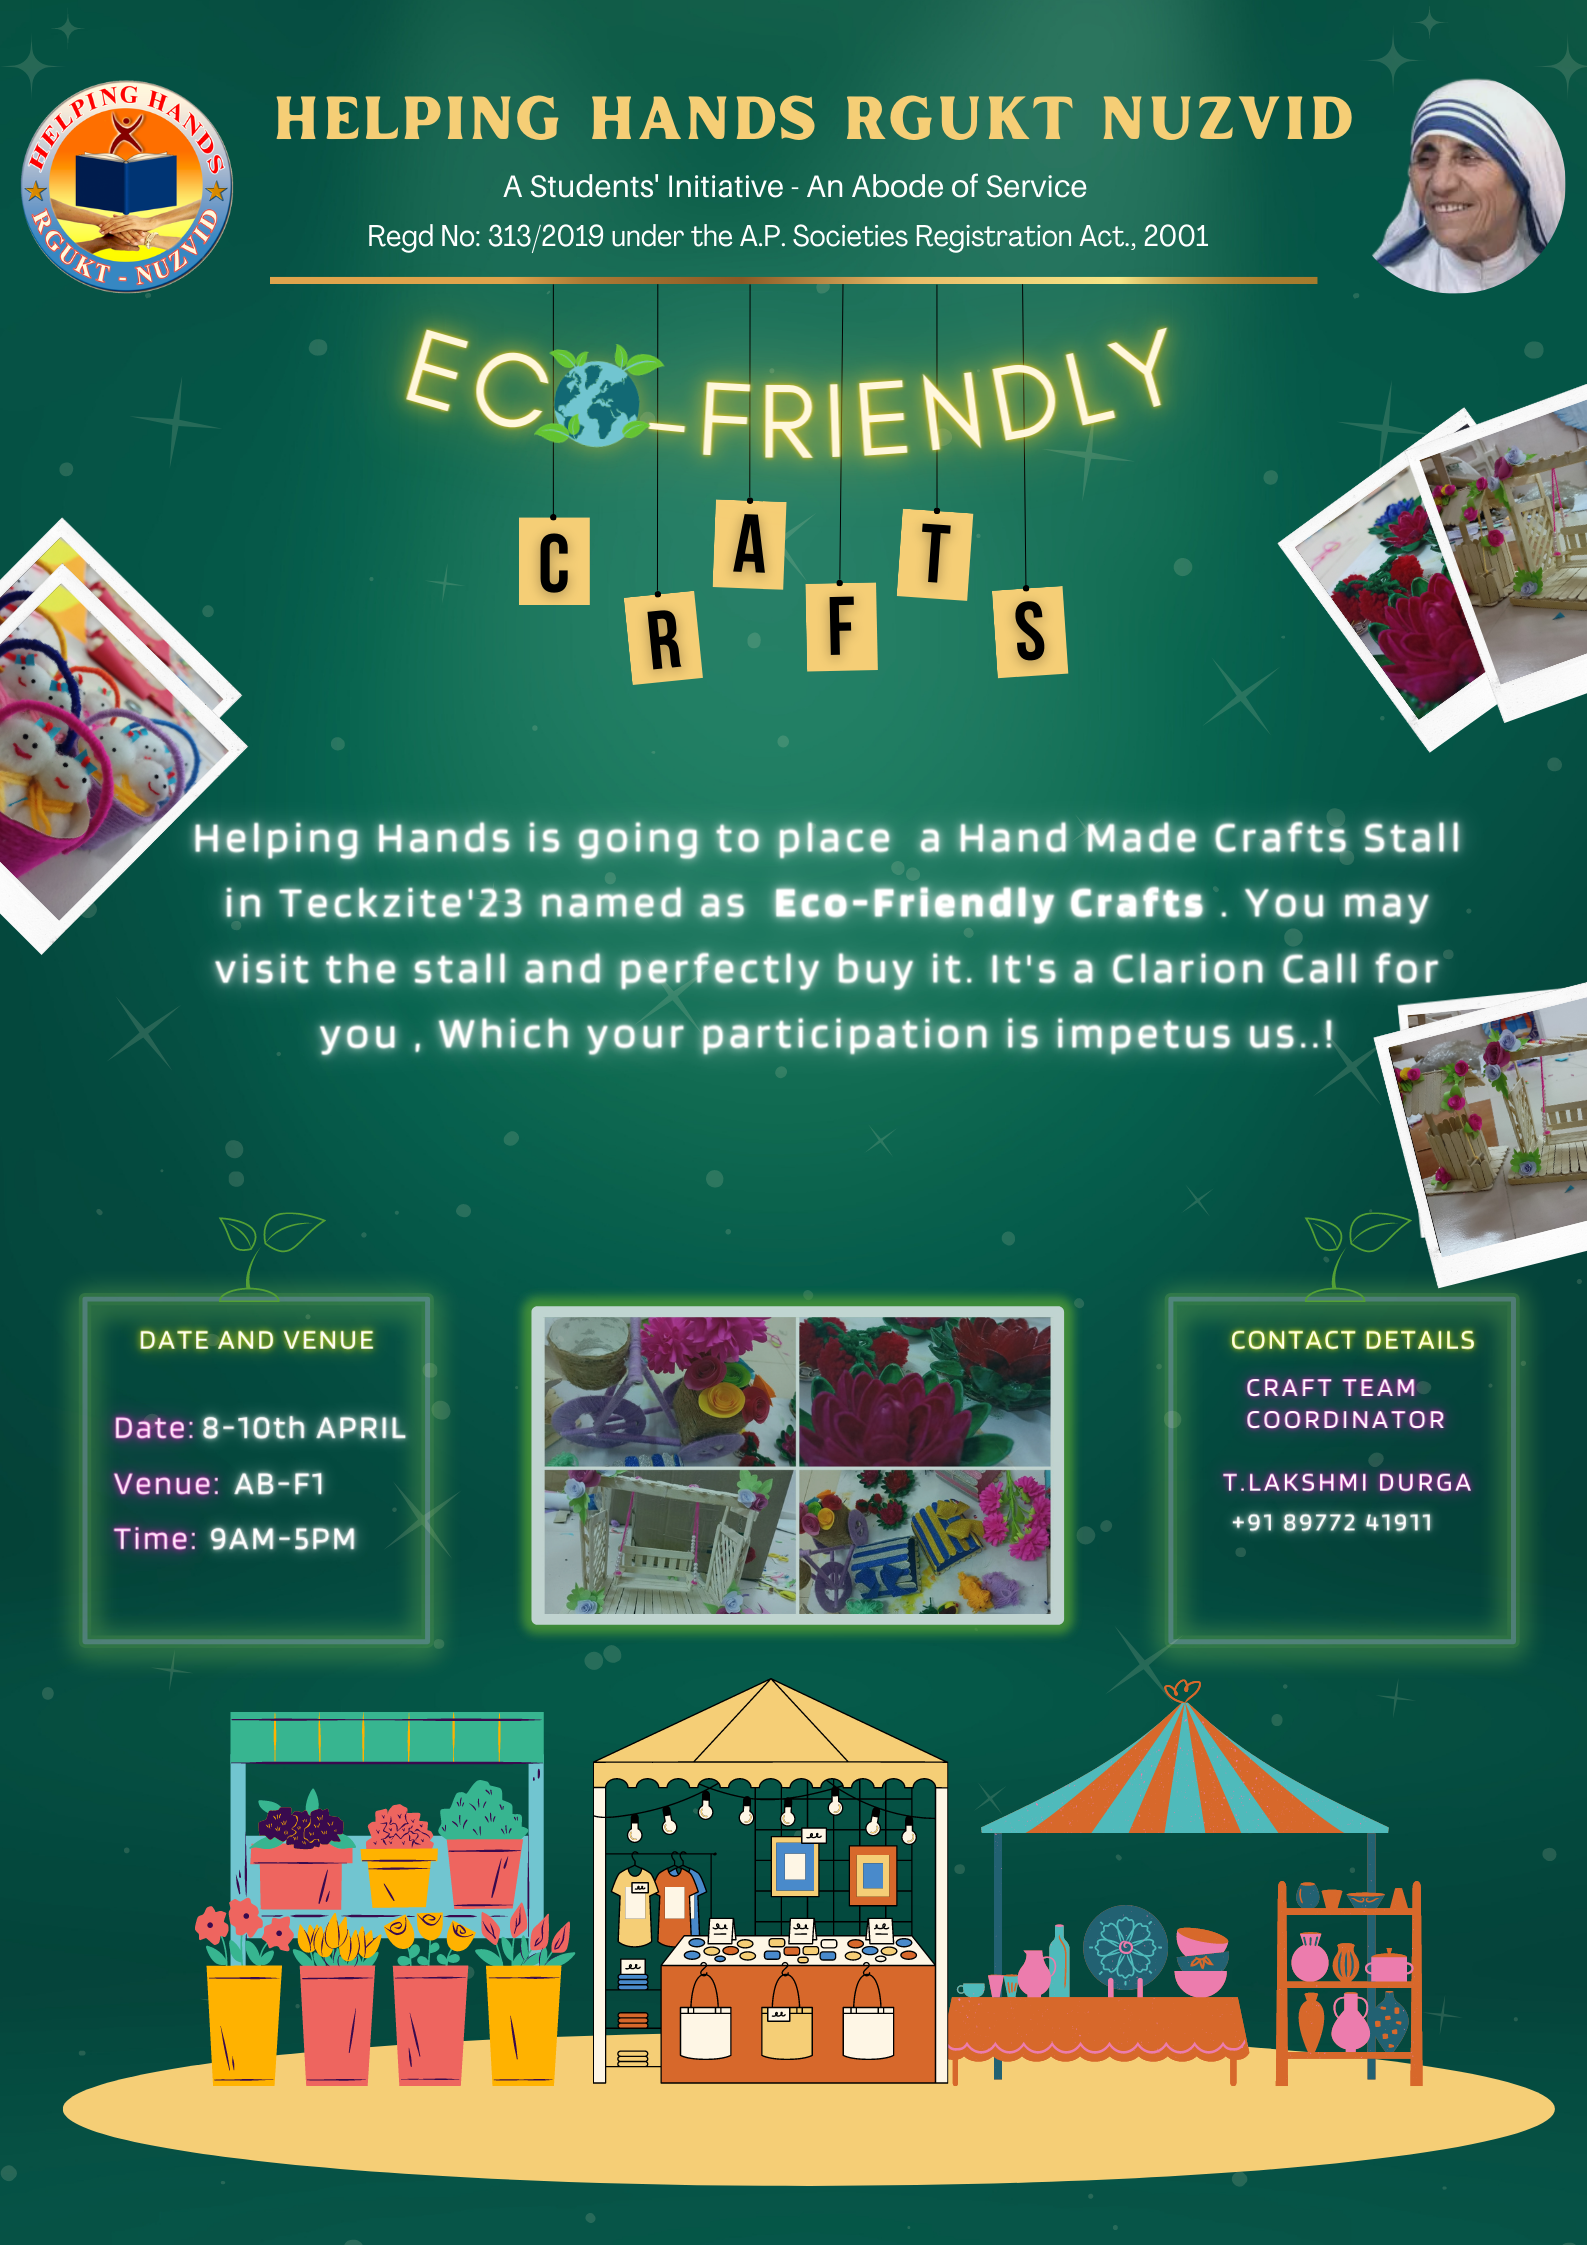 HELPING HANDS
RGUKT - NUZVID
HELPING HANDS RGUKT NUZVID
A Students' Initiative - An Abode of Service
Regd No: 313/2019 under the A.P. Societies Registration Act., 2001
ECO-FRIENDLY
CRAFTS
Helping Hands is going to place a Hand Made Crafts Stall
in Teckzite'23 named as Eco-Friendly Crafts . You may
visit the stall and perfectly buy it. It's a Clarion Call for
you , Which your participation is impetus us..!
DATE AND VENUE
Date: 8-10th APRIL
Venue: AB-F1
Time: 9AM-5PM
CONTACT DETAILS
CRAFT TEAM
COORDINATOR
T.LAKSHMI DURGA
+91 89772 41911